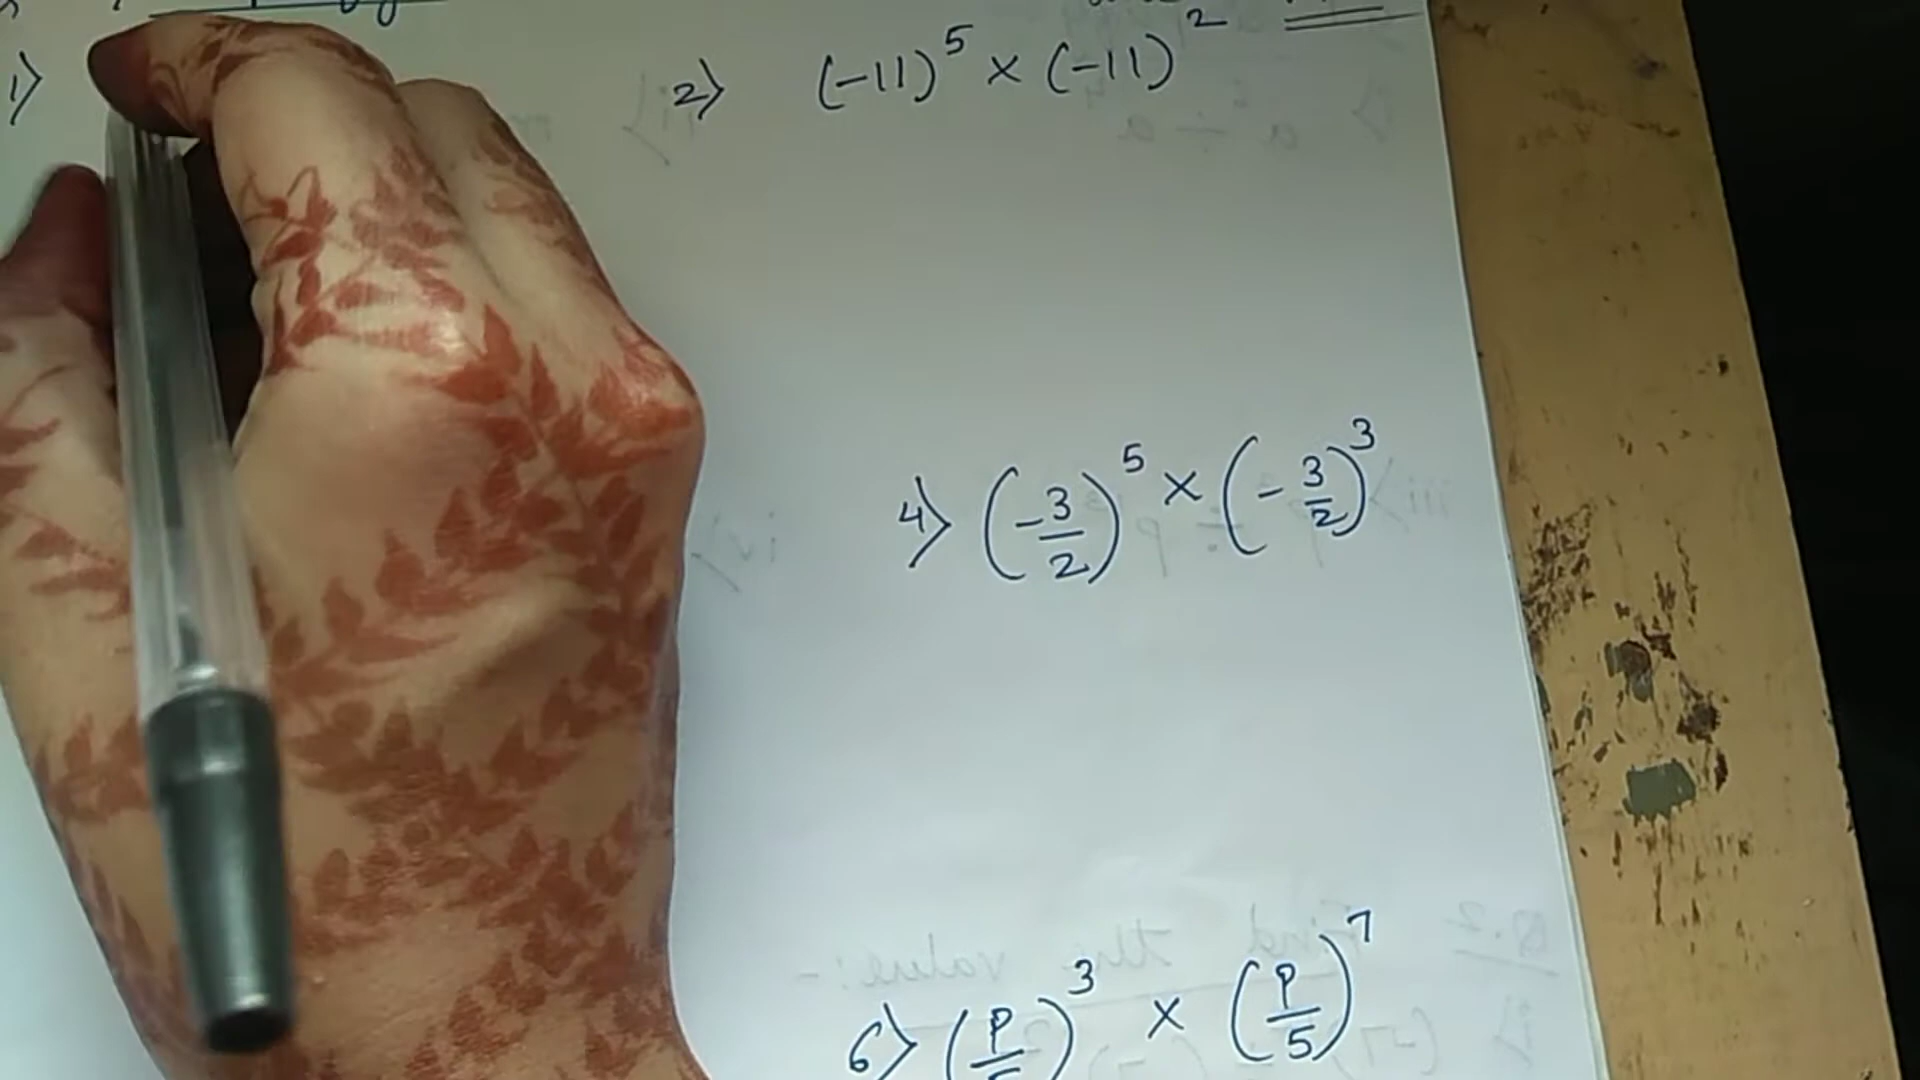 1) 2) (-11)^5 × (-11)^2
4) (-3/2)^5 × (-3/2)^3
6) (P/5)^3 × (P/5)^7